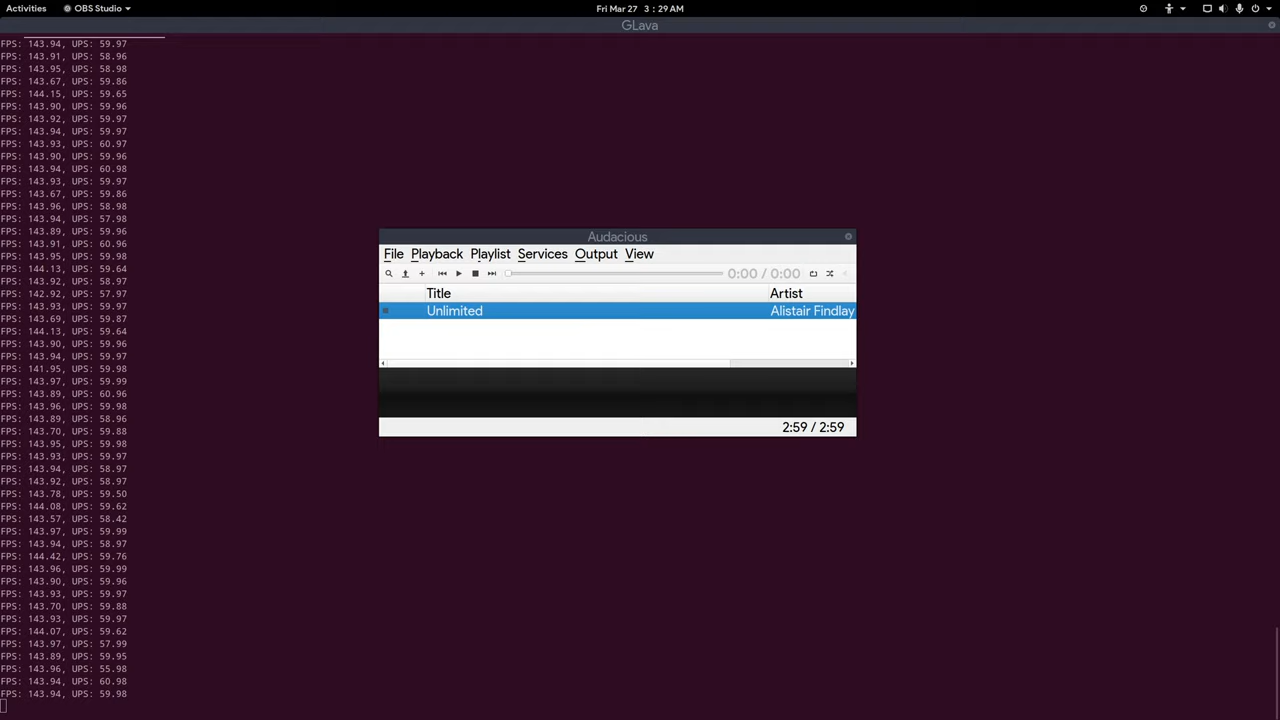 Activities OBS Studio Fri Mar 27 3 : 29 AM
GLava
FPS: 143.94, UPS: 59.97
FPS: 143.91, UPS: 58.96
FPS: 143.95, UPS: 58.98
FPS: 143.67, UPS: 59.86
FPS: 144.15, UPS: 59.65
FPS: 143.90, UPS: 59.96
FPS: 143.92, UPS: 59.97
FPS: 143.94, UPS: 59.97
FPS: 143.93, UPS: 60.97
FPS: 143.90, UPS: 59.96
FPS: 143.94, UPS: 60.98
FPS: 143.93, UPS: 59.97
FPS: 143.67, UPS: 59.86
FPS: 143.96, UPS: 58.98
FPS: 143.94, UPS: 57.98
FPS: 143.89, UPS: 59.96
FPS: 143.91, UPS: 60.96
FPS: 143.95, UPS: 59.98
FPS: 144.13, UPS: 59.64
FPS: 143.92, UPS: 58.97
FPS: 142.92, UPS: 57.97
FPS: 143.93, UPS: 59.97
FPS: 143.69, UPS: 59.87
FPS: 144.13, UPS: 59.64
FPS: 143.90, UPS: 59.96
FPS: 143.94, UPS: 59.97
FPS: 141.95, UPS: 59.98
FPS: 143.97, UPS: 59.99
FPS: 143.89, UPS: 60.96
FPS: 143.96, UPS: 59.98
FPS: 143.89, UPS: 58.96
FPS: 143.70, UPS: 59.88
FPS: 143.95, UPS: 59.98
FPS: 143.93, UPS: 59.97
FPS: 143.94, UPS: 58.97
FPS: 143.92, UPS: 58.97
FPS: 143.78, UPS: 59.50
FPS: 144.08, UPS: 59.62
FPS: 143.57, UPS: 58.42
FPS: 143.97, UPS: 59.99
FPS: 143.94, UPS: 58.97
FPS: 144.42, UPS: 59.76
FPS: 143.96, UPS: 59.99
FPS: 143.90, UPS: 59.96
FPS: 143.93, UPS: 59.97
FPS: 143.70, UPS: 59.88
FPS: 143.93, UPS: 59.97
FPS: 144.07, UPS: 59.62
FPS: 143.97, UPS: 57.99
FPS: 143.89, UPS: 59.95
FPS: 143.96, UPS: 55.98
FPS: 143.94, UPS: 60.98
FPS: 143.94, UPS: 59.98
Audacious
File Playback Playlist Services Output View
0:00 / 0:00
Title Artist
Unlimited Alistair Findlay
2:59 / 2:59